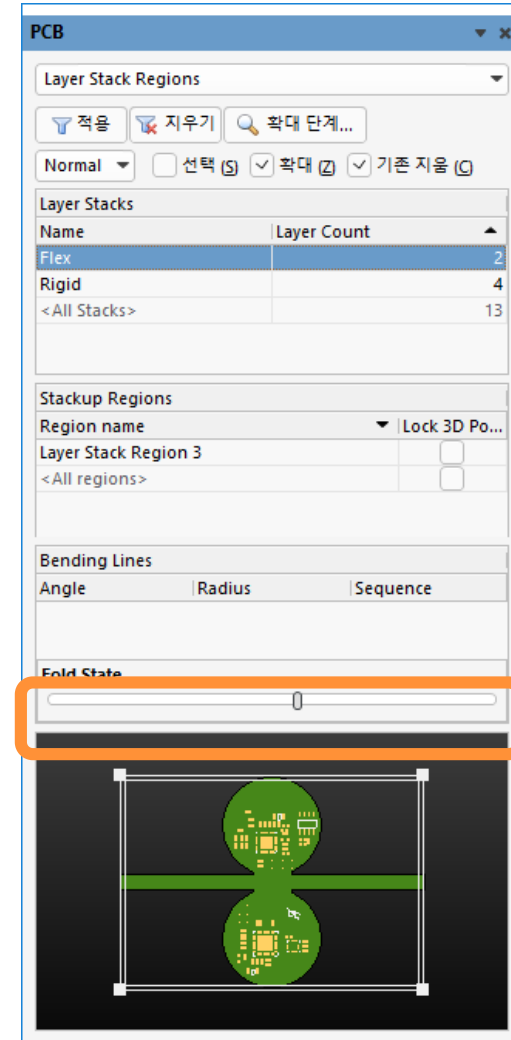 PCB
Layer Stack Regions
적용 지우기 확대 단계...
Normal 선택 (S) 확대 (Z) 기존 지움 (C)
Layer Stacks
Name Layer Count
Flex 2
Rigid 4
<All Stacks> 13
Stackup Regions
Region name Lock 3D Po...
Layer Stack Region 3
<All regions>
Bending Lines
Angle Radius Sequence
Fold State